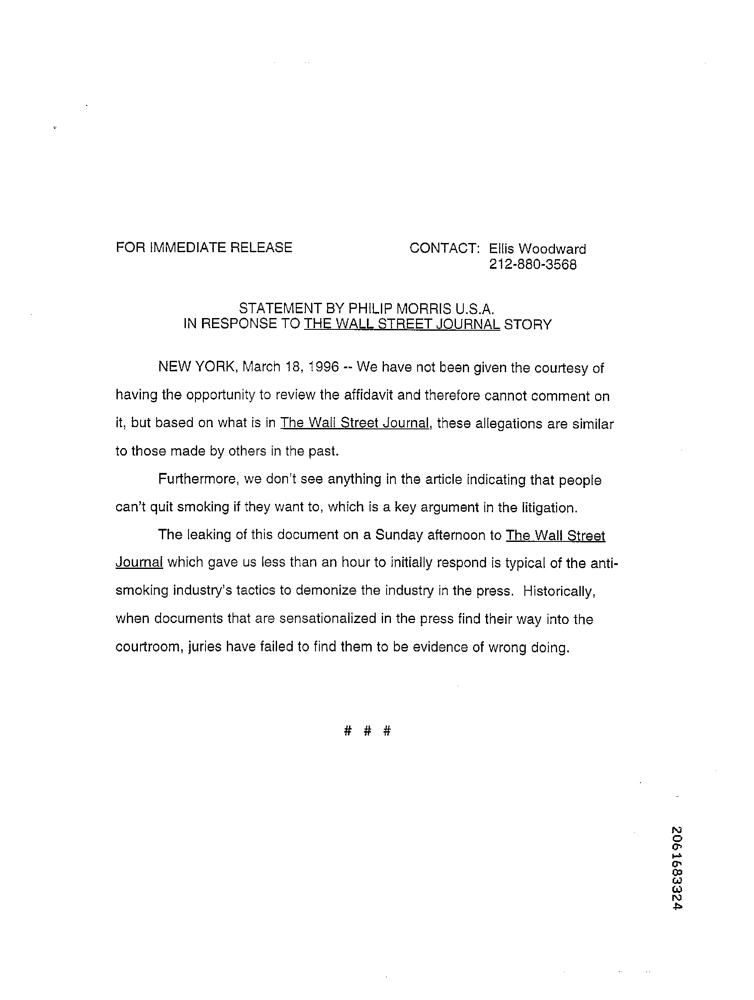 FOR IMMEDIATE RELEASE CONTACT: Ellis Woodward
212-880-3568
STATEMENT BY PHILIP MORRIS U.S.A.
IN RESPONSE TO THE WALL STREET JOURNAL STORY
NEW YORK, March 18, 1996 -- We have not been given the courtesy of
having the opportunity to review the affidavit and therefore cannot comment on
it, but based on what is in The Wall Street Journal, these allegations are similar
to those made by others in the past.
Furthermore, we don't see anything in the article indicating that people
can't quit smoking if they want to, which is a key argument in the litigation.
The leaking of this document on a Sunday afternoon to The Wall Street
Journal which gave us less than an hour to initially respond is typical of the anti-
smoking industry's tactics to demonize the industry in the press. Historically,
when documents that are sensationalized in the press find their way into the
courtroom, juries have failed to find them to be evidence of wrong doing.
# # #
2061683324